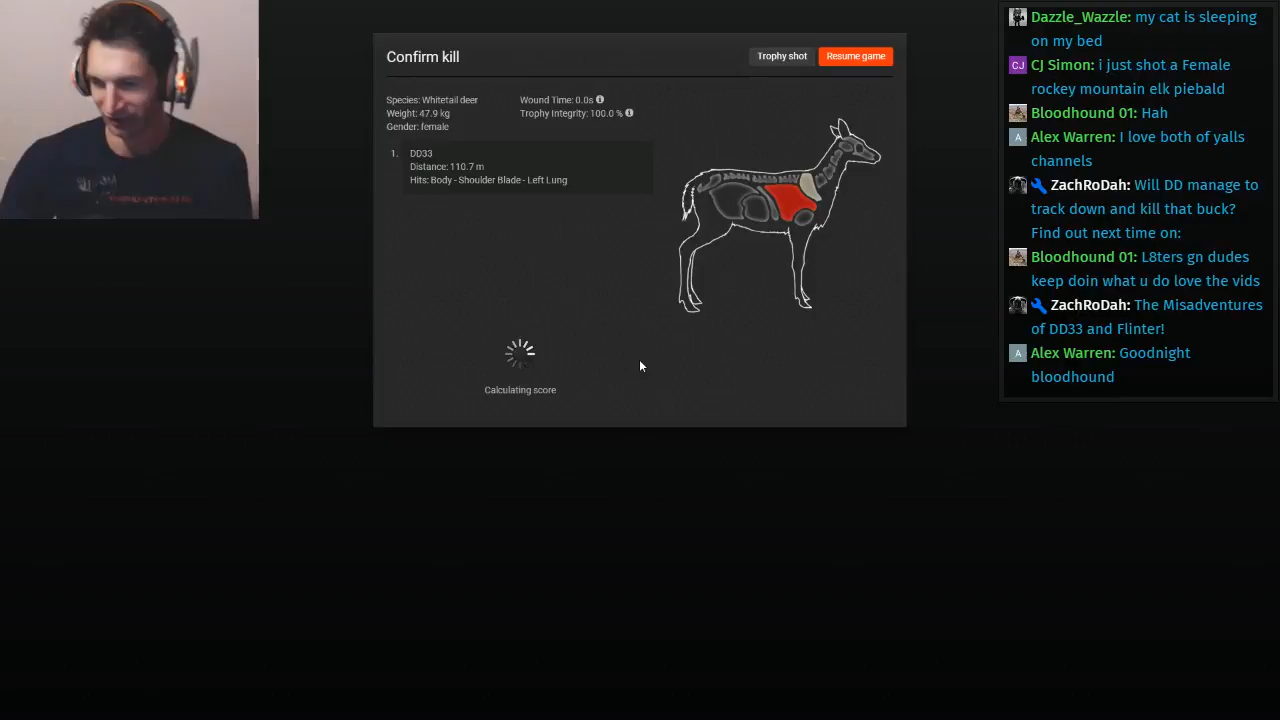 Confirm kill
Trophy shot
Resume game
Species: Whitetail deer
Weight: 47.9 kg
Gender: female
Wound Time: 0.0s
Trophy Integrity: 100.0 %
1. DD33
Distance: 110.7 m
Hits: Body - Shoulder Blade - Left Lung
Calculating score
Dazzle_Wazzle: my cat is sleeping
on my bed
CJ CJ Simon: i just shot a Female
rockey mountain elk piebald
Bloodhound 01: Hah
A Alex Warren: I love both of yalls
channels
ZachRoDah: Will DD manage to
track down and kill that buck?
Find out next time on:
Bloodhound 01: L8ters gn dudes
keep doin what u do love the vids
ZachRoDah: The Misadventures
of DD33 and Flinter!
A Alex Warren: Goodnight
bloodhound